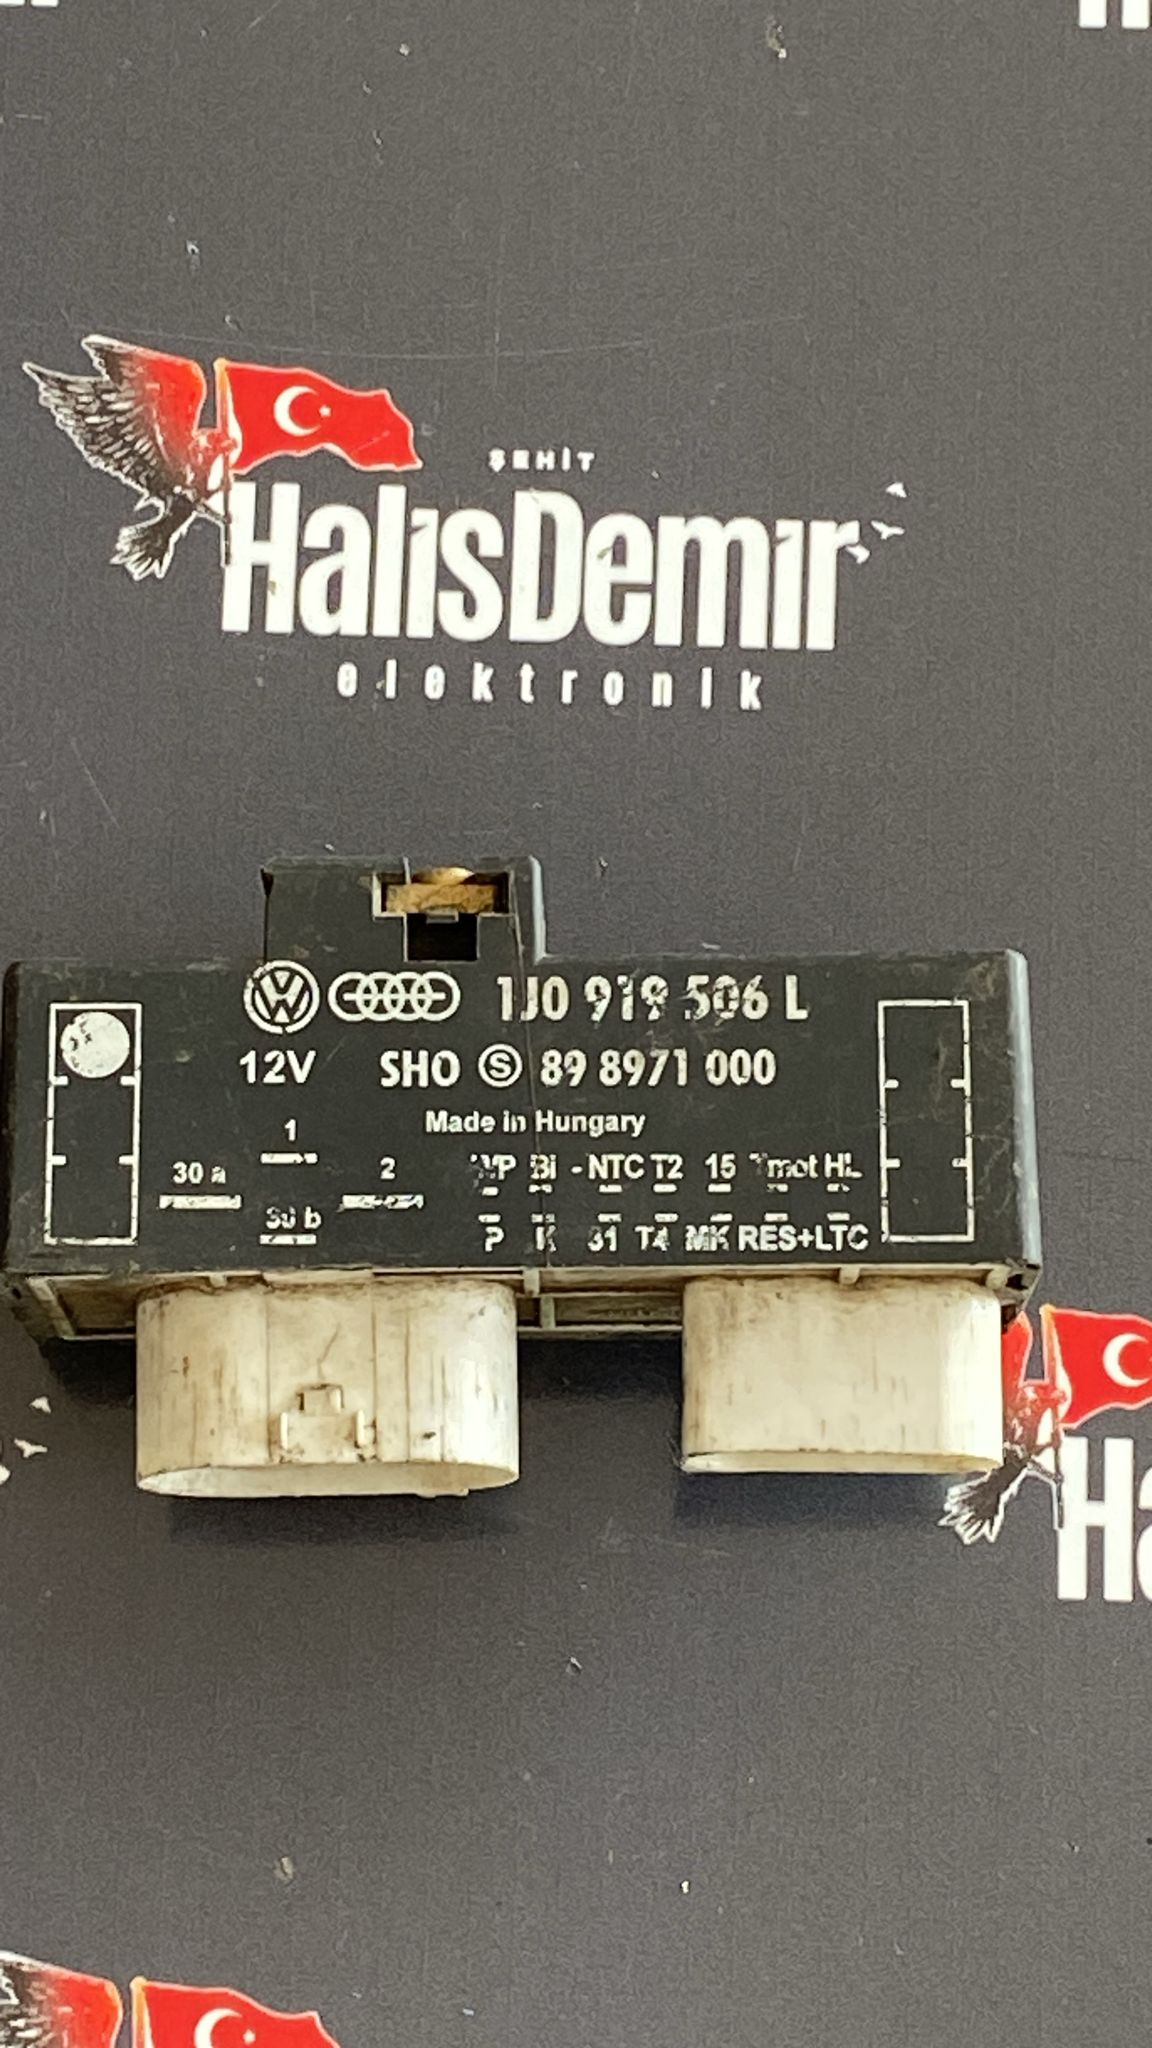 ŞEHİT
HalisDemir
elektronik
1J0 919 506 L
12V SHO S 89 8971 000
Made in Hungary
1
30 a 2 Bi - NTC T2 15 HL
30 b
P K 31 T4 MK RES+LTC
Ha